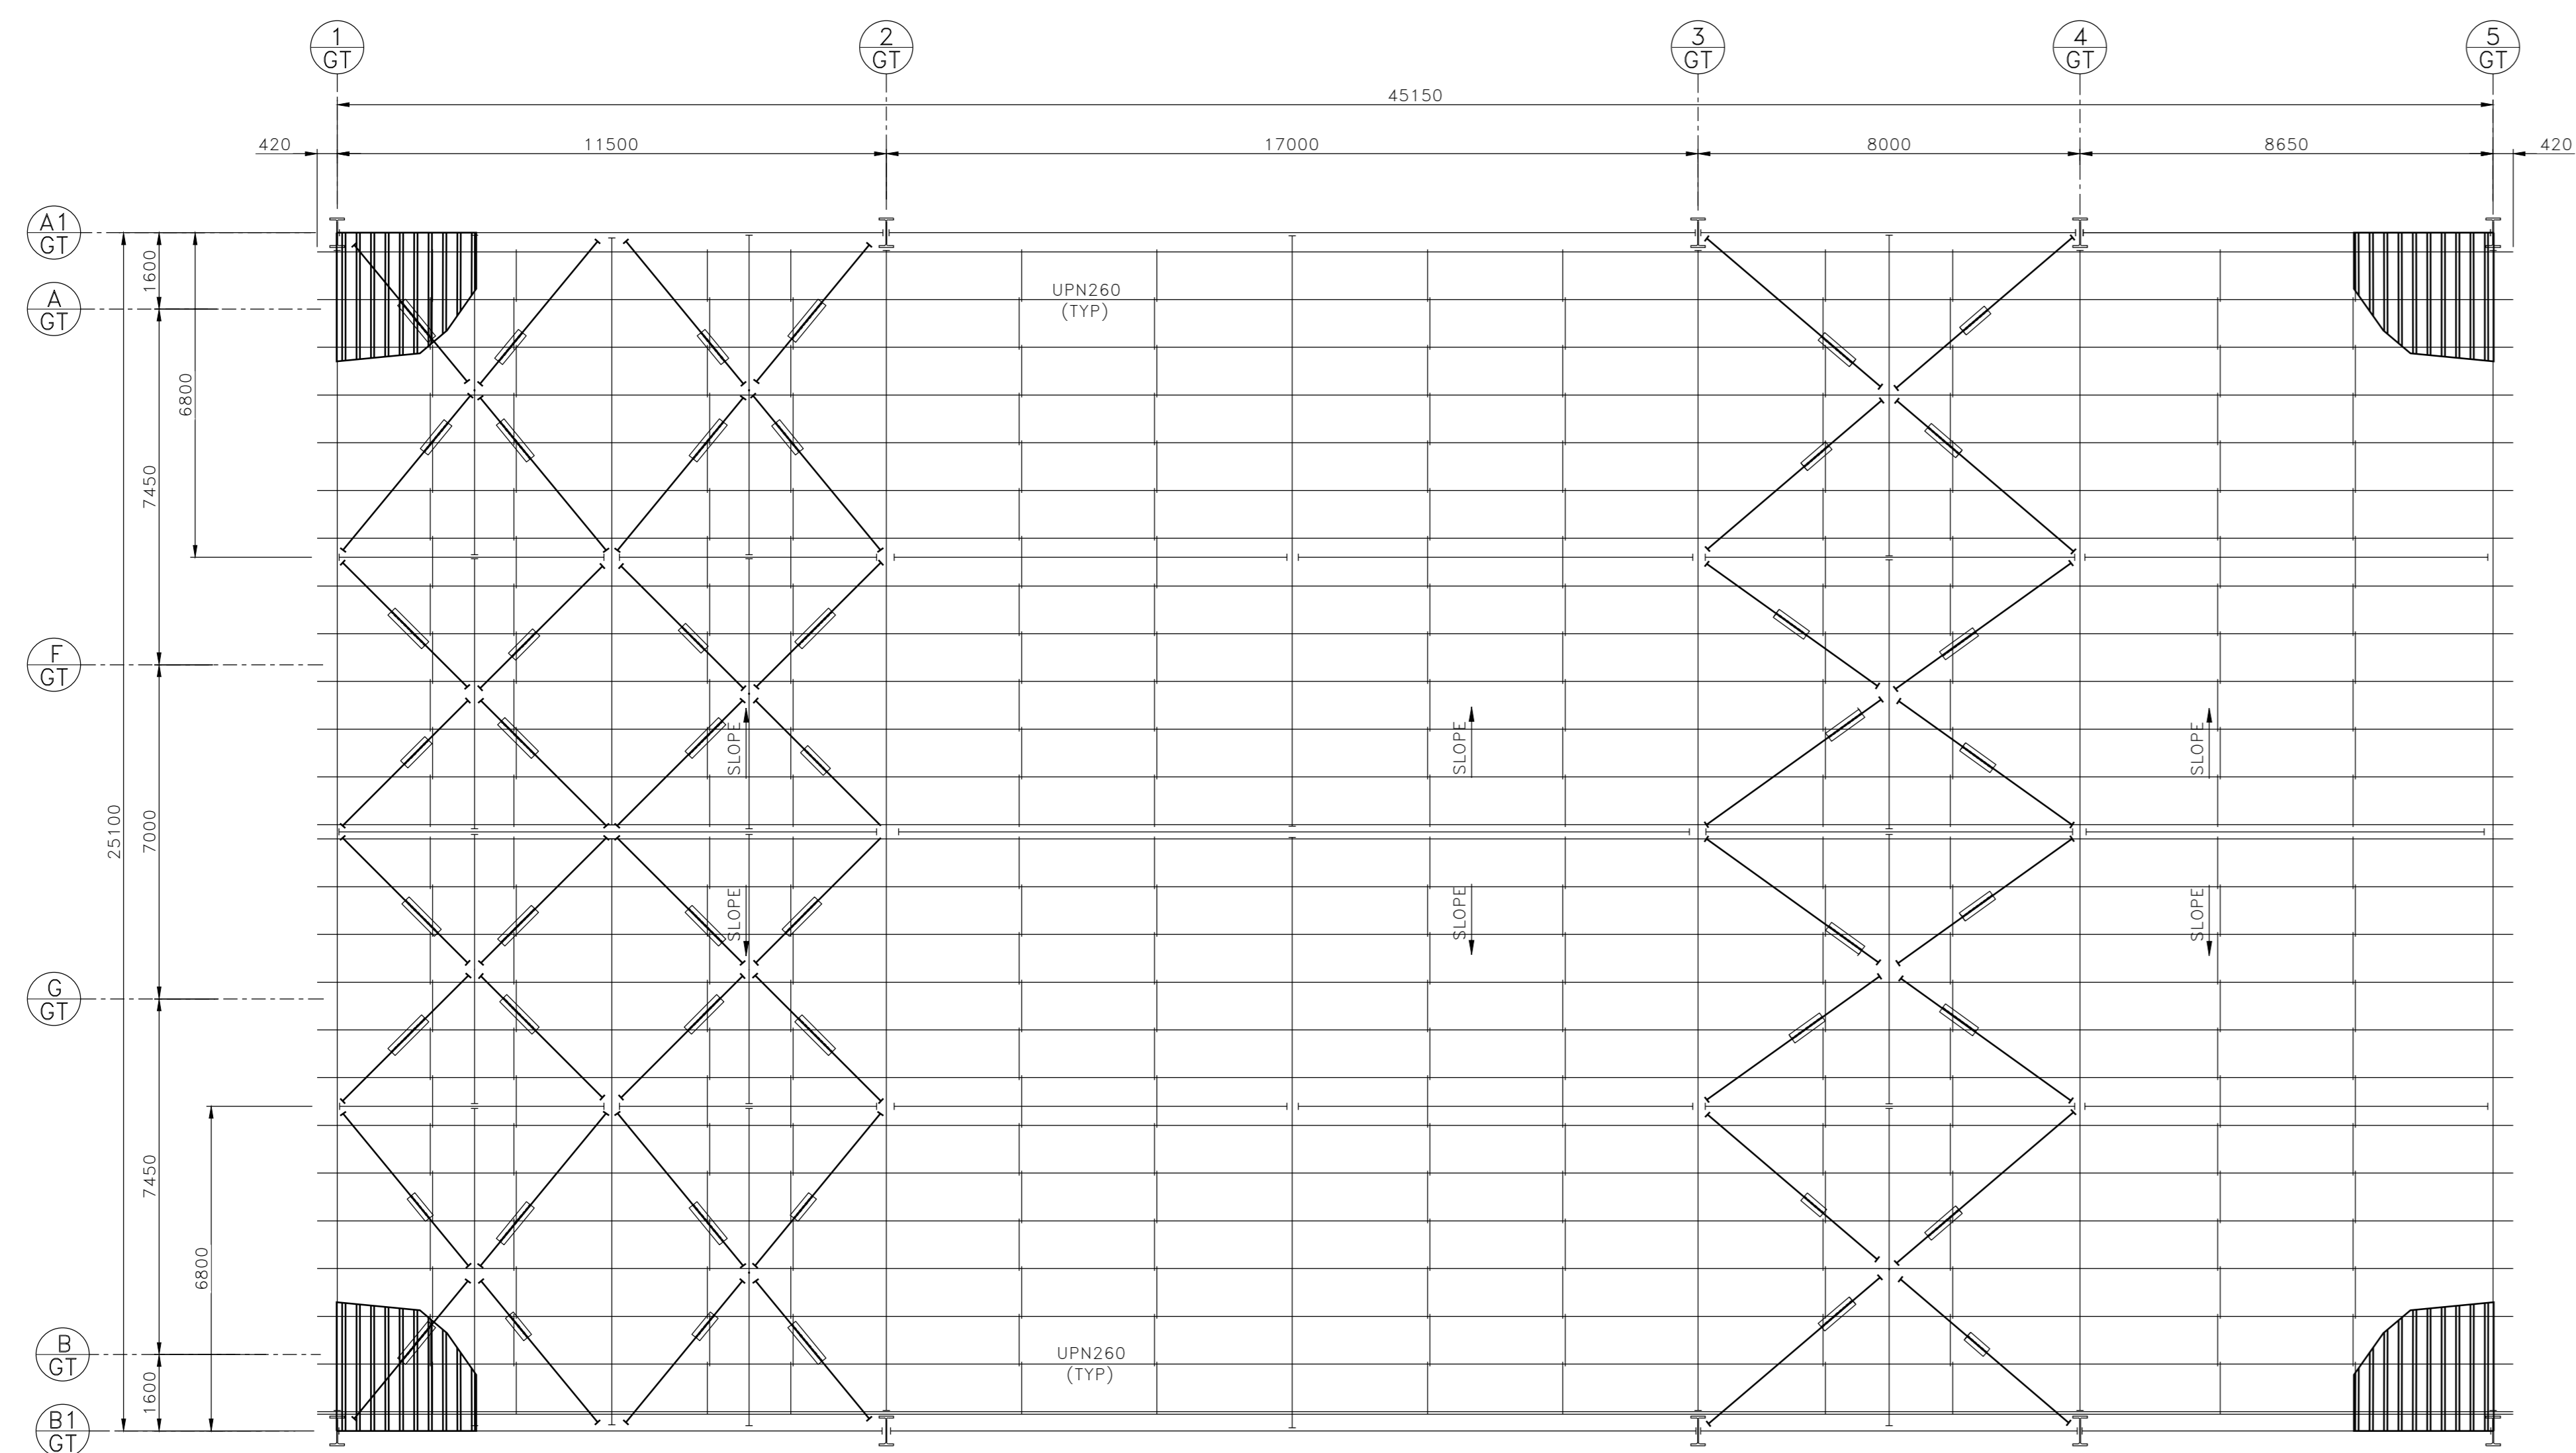 1
GT
2
GT
3
GT
4
GT
5
GT
45150
420
11500
17000
8000
8650
420
A1
GT
1600
A
GT
UPN260
(TYP)
6800
7450
F
GT
SLOPE
SLOPE
SLOPE
25100
7000
SLOPE
SLOPE
SLOPE
G
GT
7450
6800
B
GT
UPN260
(TYP)
1600
B1
GT